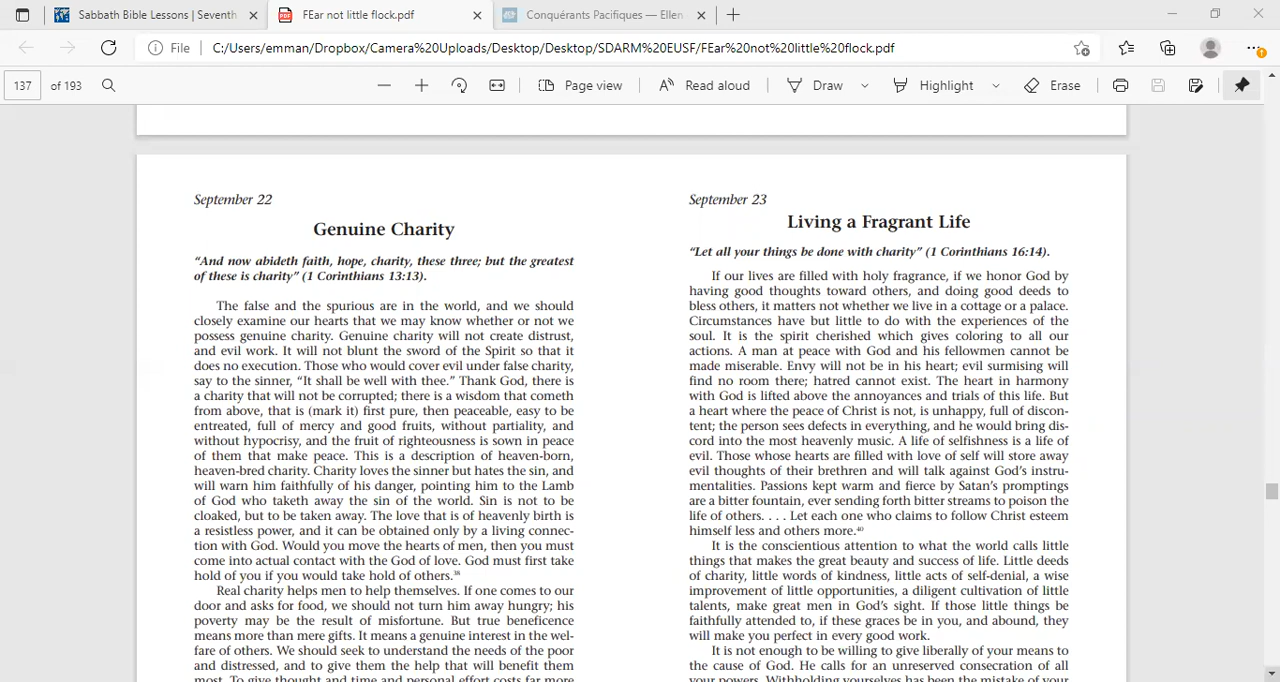 Sabbath Bible Lessons | Seventh
FEar not little flock.pdf
Conquérants Pacifiques — Ellen
File
C:/Users/emman/Dropbox/Camera%20Uploads/Desktop/Desktop/SDARM%20EUSF/FEar%20not%20little%20flock.pdf
137 of 193
Page view
Read aloud
Draw
Highlight
Erase
September 22
Genuine Charity
“And now abideth faith, hope, charity, these three; but the greatest
of these is charity” (1 Corinthians 13:13).
The false and the spurious are in the world, and we should
closely examine our hearts that we may know whether or not we
possess genuine charity. Genuine charity will not create distrust,
and evil work. It will not blunt the sword of the Spirit so that it
does no execution. Those who would cover evil under false charity,
say to the sinner, “It shall be well with thee.” Thank God, there is
a charity that will not be corrupted; there is a wisdom that cometh
from above, that is (mark it) first pure, then peaceable, easy to be
entreated, full of mercy and good fruits, without partiality, and
without hypocrisy, and the fruit of righteousness is sown in peace
of them that make peace. This is a description of heaven-born,
heaven-bred charity. Charity loves the sinner but hates the sin, and
will warn him faithfully of his danger, pointing him to the Lamb
of God who taketh away the sin of the world. Sin is not to be
cloaked, but to be taken away. The love that is of heavenly birth is
a resistless power, and it can be obtained only by a living connec-
tion with God. Would you move the hearts of men, then you must
come into actual contact with the God of love. God must first take
hold of you if you would take hold of others.³⁸
Real charity helps men to help themselves. If one comes to our
door and asks for food, we should not turn him away hungry; his
poverty may be the result of misfortune. But true beneficence
means more than mere gifts. It means a genuine interest in the wel-
fare of others. We should seek to understand the needs of the poor
and distressed, and to give them the help that will benefit them
most. To give thought and time and personal effort costs far more
September 23
Living a Fragrant Life
“Let all your things be done with charity” (1 Corinthians 16:14).
If our lives are filled with holy fragrance, if we honor God by
having good thoughts toward others, and doing good deeds to
bless others, it matters not whether we live in a cottage or a palace.
Circumstances have but little to do with the experiences of the
soul. It is the spirit cherished which gives coloring to all our
actions. A man at peace with God and his fellowmen cannot be
made miserable. Envy will not be in his heart; evil surmising will
find no room there; hatred cannot exist. The heart in harmony
with God is lifted above the annoyances and trials of this life. But
a heart where the peace of Christ is not, is unhappy, full of discon-
tent; the person sees defects in everything, and he would bring dis-
cord into the most heavenly music. A life of selfishness is a life of
evil. Those whose hearts are filled with love of self will store away
evil thoughts of their brethren and will talk against God’s instru-
mentalities. Passions kept warm and fierce by Satan’s promptings
are a bitter fountain, ever sending forth bitter streams to poison the
life of others. . . . Let each one who claims to follow Christ esteem
himself less and others more.⁴⁰
It is the conscientious attention to what the world calls little
things that makes the great beauty and success of life. Little deeds
of charity, little words of kindness, little acts of self-denial, a wise
improvement of little opportunities, a diligent cultivation of little
talents, make great men in God’s sight. If those little things be
faithfully attended to, if these graces be in you, and abound, they
will make you perfect in every good work.
It is not enough to be willing to give liberally of your means to
the cause of God. He calls for an unreserved consecration of all
your powers. Withholding yourselves has been the mistake of your